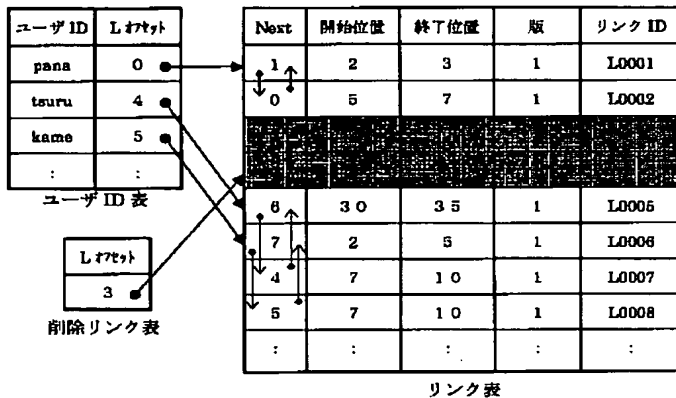 ユーザID Lオフセット
pana 0
tsuru 4
kame 5
: :
ユーザID表
Lオフセット
3
削除リンク表
Next 開始位置 終了位置 版 リンクID
1 2 3 1 L0001
0 5 7 1 L0002
6 30 35 1 L0005
7 2 5 1 L0006
4 7 10 1 L0007
5 7 10 1 L0008
: : : : :
リンク表